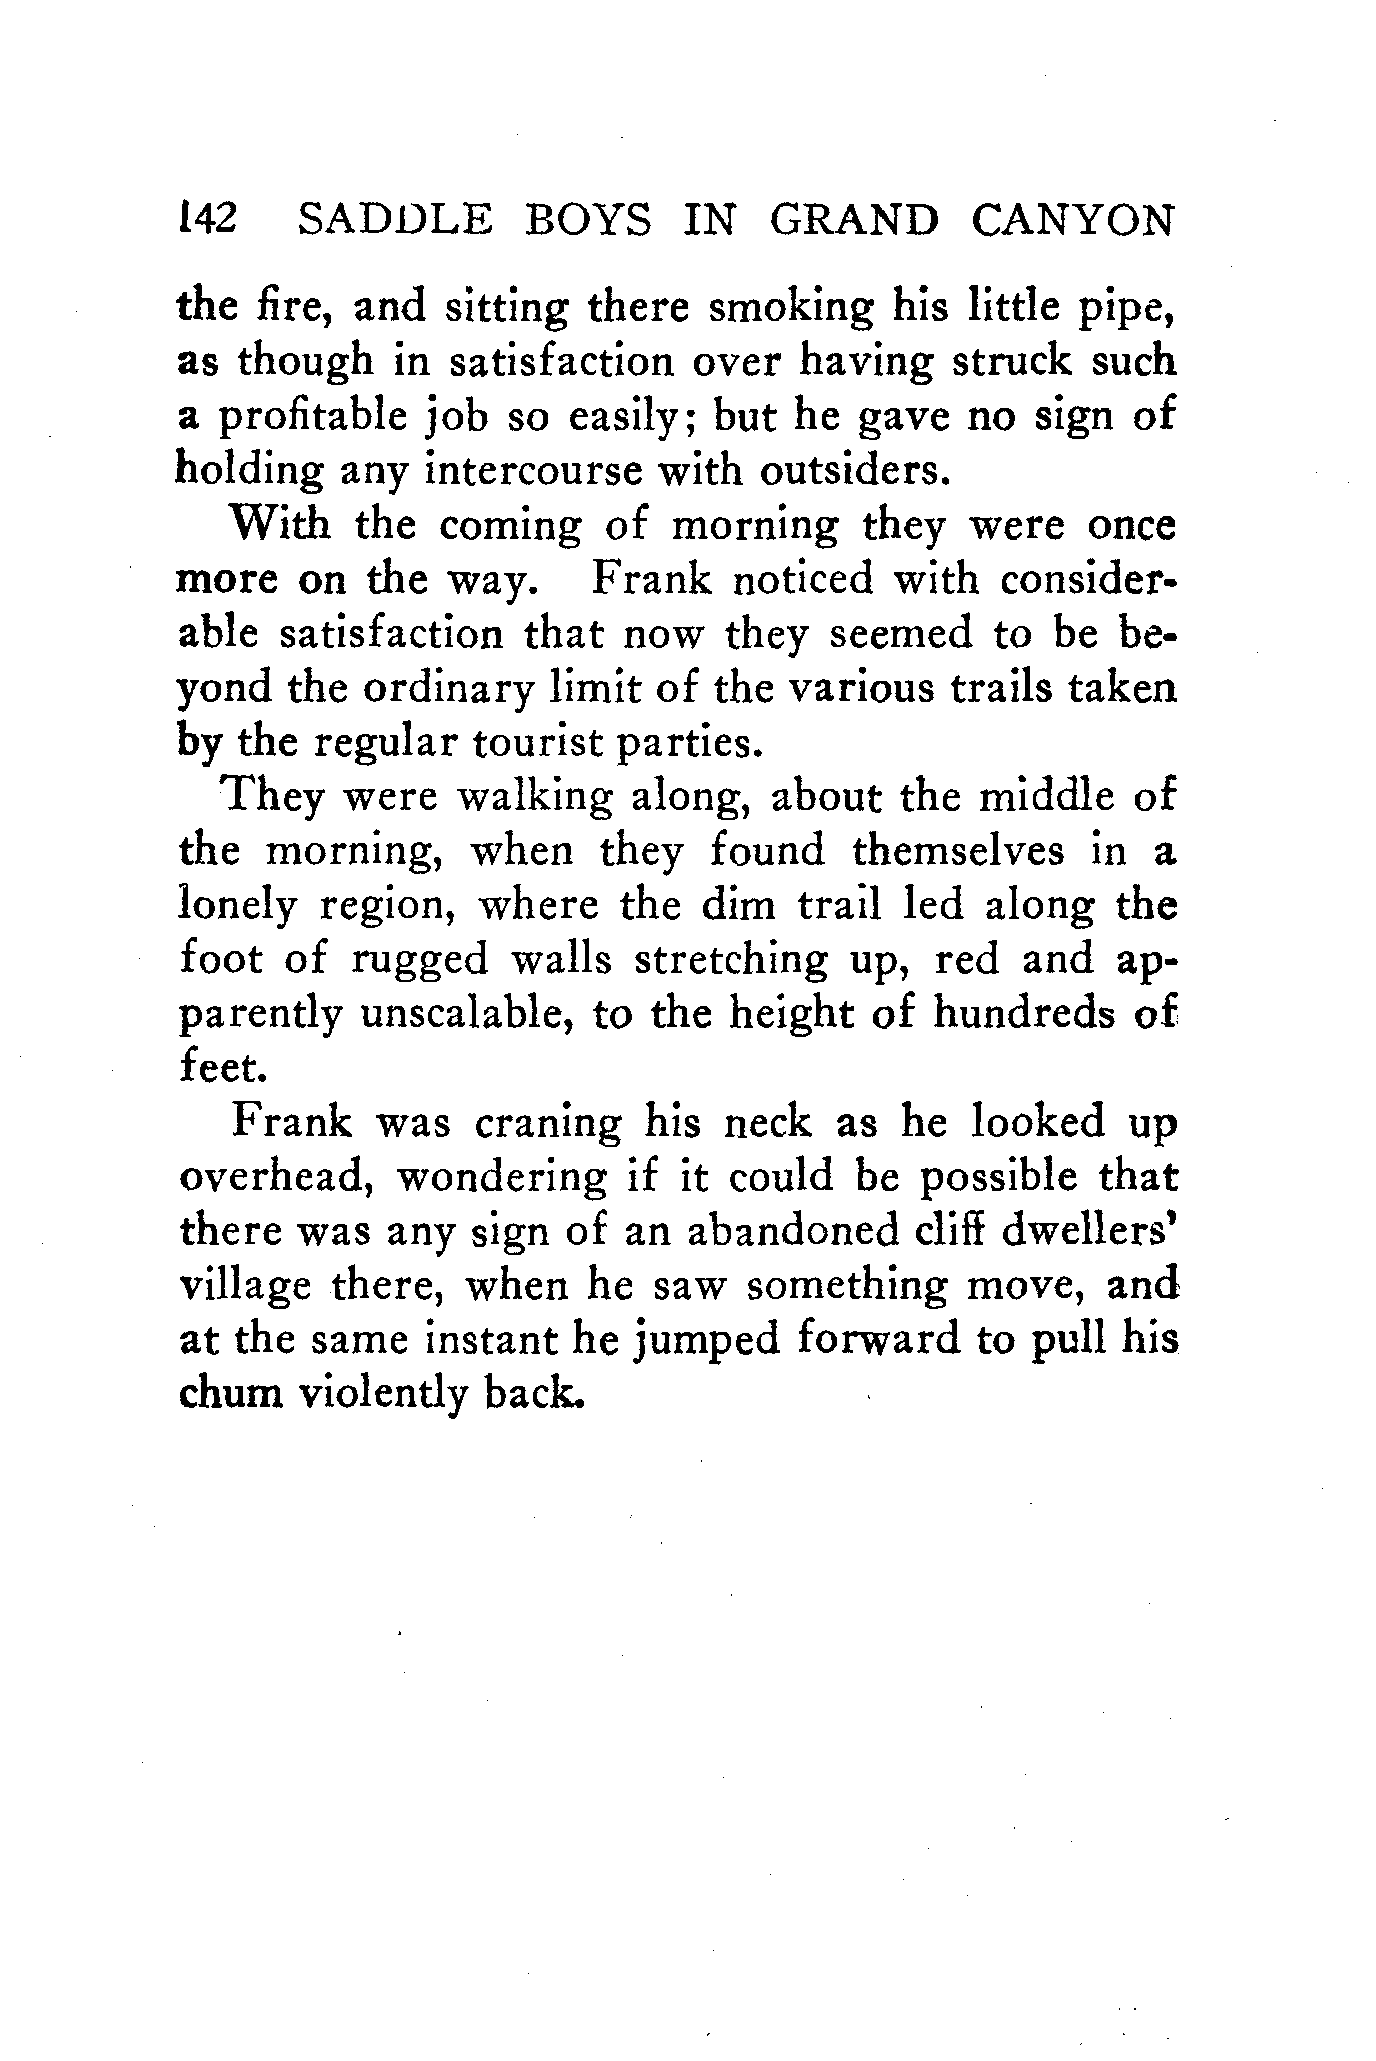 142 SADDLE BOYS IN GRAND CANYON
the fire, and sitting there smoking his little pipe,
as though in satisfaction over having struck such
a profitable job so easily; but he gave no sign of
holding any intercourse with outsiders.
With the coming of morning they were once
more on the way. Frank noticed with consider-
able satisfaction that now they seemed to be be-
yond the ordinary limit of the various trails taken
by the regular tourist parties.
They were walking along, about the middle of
the morning, when they found themselves in a
lonely region, where the dim trail led along the
foot of rugged walls stretching up, red and ap-
parently unscalable, to the height of hundreds of
feet.
Frank was craning his neck as he looked up
overhead, wondering if it could be possible that
there was any sign of an abandoned cliff dwellers'
village there, when he saw something move, and
at the same instant he jumped forward to pull his
chum violently back.